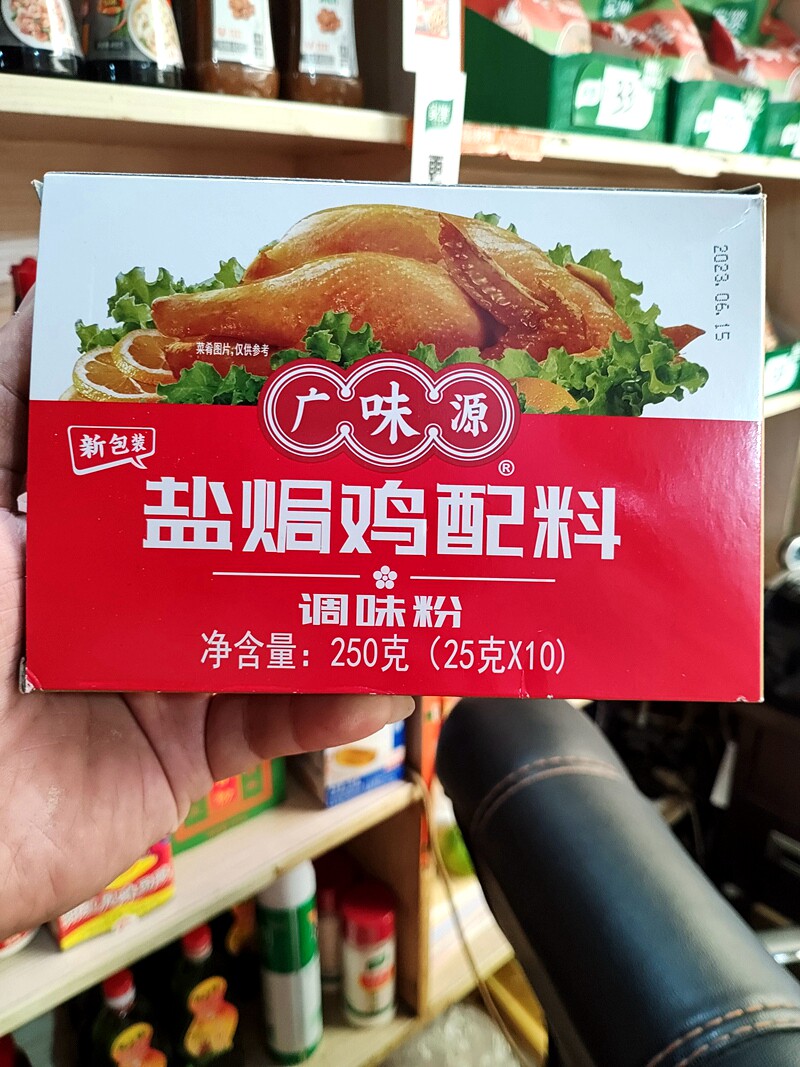 2023.06.15
菜肴图片,仅供参考
广味源
®
新包装
盐焗鸡配料
调味粉
净含量：250克（25克X10）